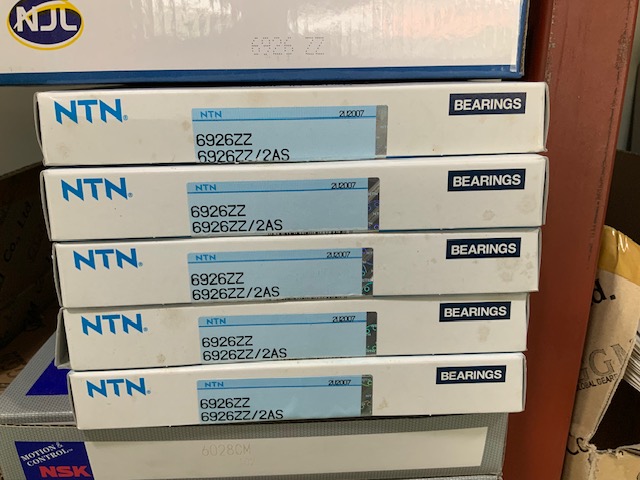 NJL
6926 ZZ
NTN
NTN 2U2007
6926ZZ
6926ZZ/2AS
BEARINGS
NTN
NTN 2U2007
6926ZZ
6926ZZ/2AS
BEARINGS
NTN
NTN 2U2007
6926ZZ
6926ZZ/2AS
BEARINGS
NTN
NTN 2U2007
6926ZZ
6926ZZ/2AS
BEARINGS
NTN
NTN 2U2007
6926ZZ
6926ZZ/2AS
BEARINGS
MOTION &
CONTROL
NSK
6028CM